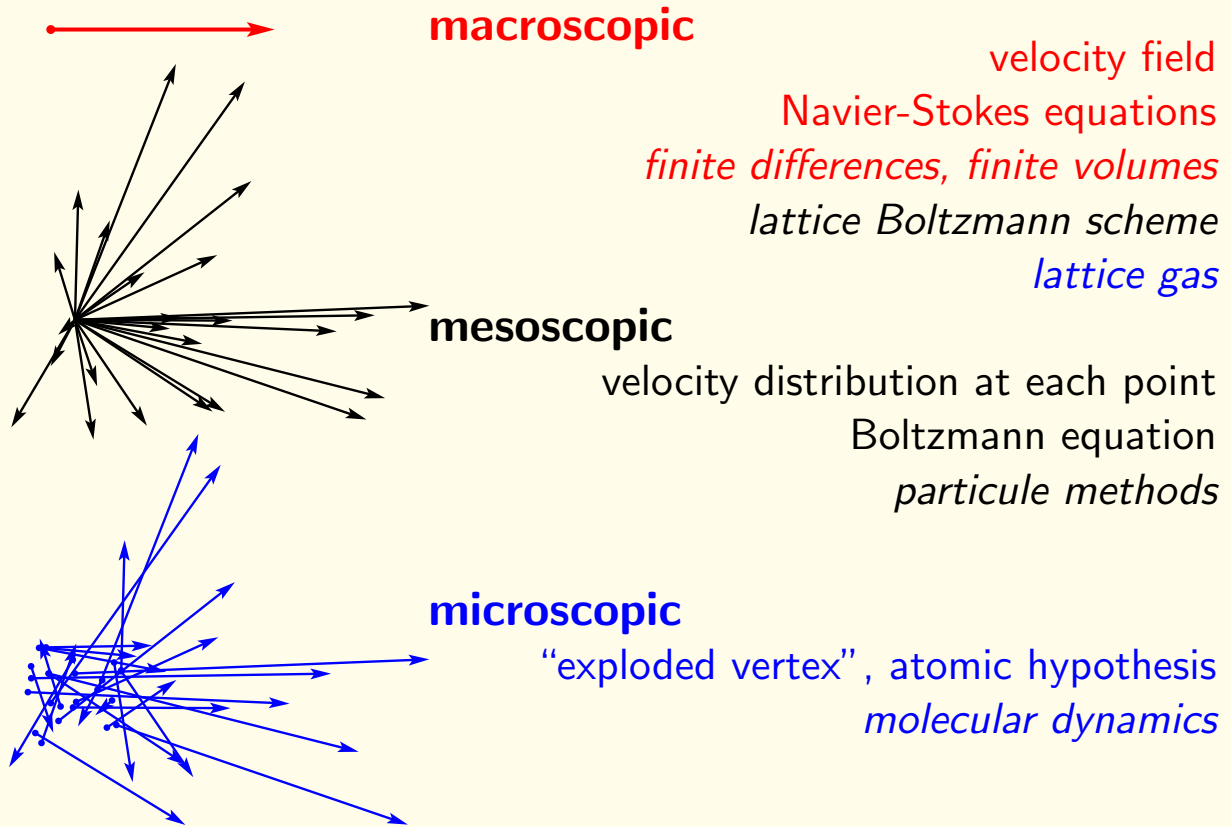 macroscopic
velocity field
Navier-Stokes equations
finite differences, finite volumes
lattice Boltzmann scheme
lattice gas
mesoscopic
velocity distribution at each point
Boltzmann equation
particule methods
microscopic
“exploded vertex”, atomic hypothesis
molecular dynamics